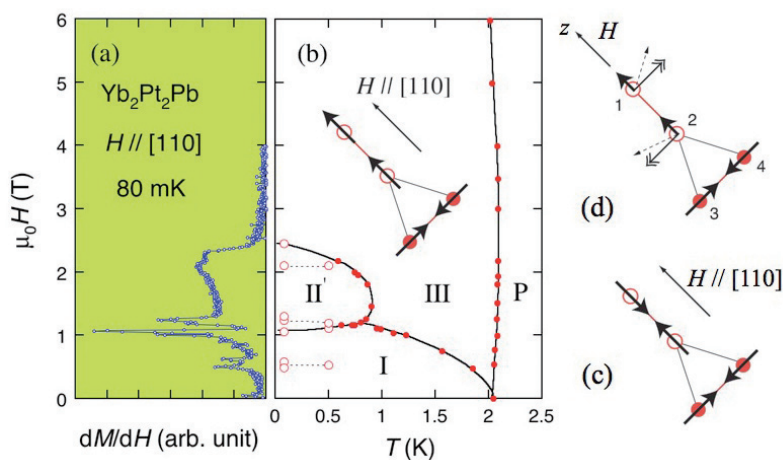 (a)
Yb2Pt2Pb
H // [110]
80 mK
μ0H (T)
6
5
4
3
2
1
0
dM/dH (arb. unit)
(b)
H // [110]
II'
III
P
I
0
0.5
1
1.5
2
2.5
T (K)
z
H
1
2
4
3
(d)
H // [110]
(c)